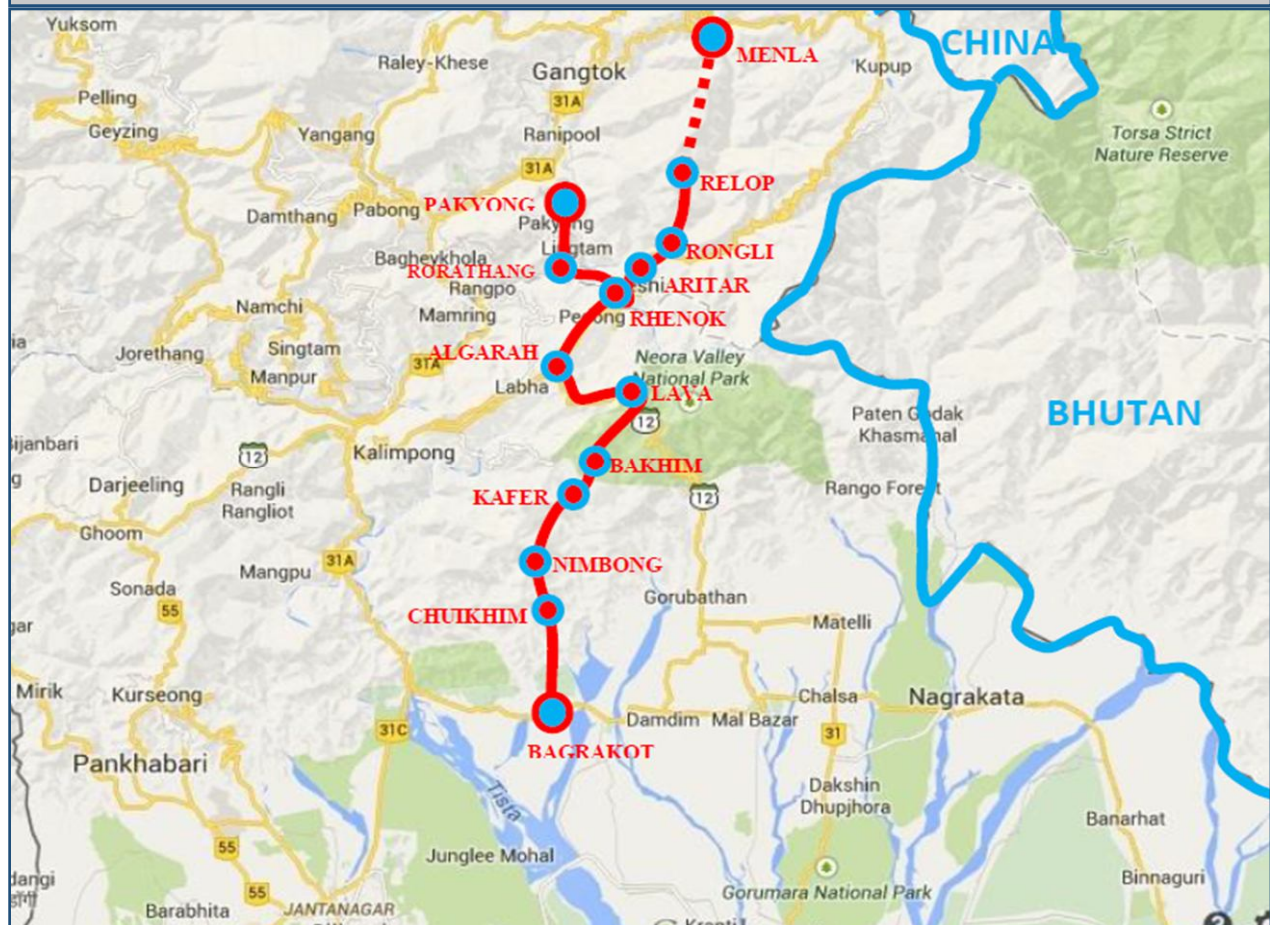 Yuksom
CHINA
MENLA
Raley-Khese
Gangtok
Kupup
Pelling
31A
Geyzing
Yangang
Ranipool
Torsa Strict
Nature Reserve
31A
RELOP
PAKYONG
Damthang
Pabong
Pakyong
Lingtam
RONGLI
Bagheykhola
RORATHANG
Rangpo
ARITAR
Namchi
Mamring
Pedong
RHENOK
Jorethang
Singtam
ALGARAH
31A
Neora Valley
National Park
Manpur
Labha
LAVA
BHUTAN
12
Paten Godak
Khasmahal
Kalimpong
12
BAKHIM
Darjeeling
Rangli
Rangliot
KAFER
12
Rango Forest
Ghoom
31A
NIMBONG
Mangpu
Sonada
55
CHUIKHIM
Gorubathan
Matelli
Mirik
Kurseong
Chalsa
Nagrakata
31C
Damdim
Mal Bazar
31
BAGRAKOT
Pankhabari
Tista
Dakshin
Dhupjhora
Banarhat
55
Junglee Mohal
Binnaguri
55
Gorumara National Park
Barabhita
JANTANAGAR